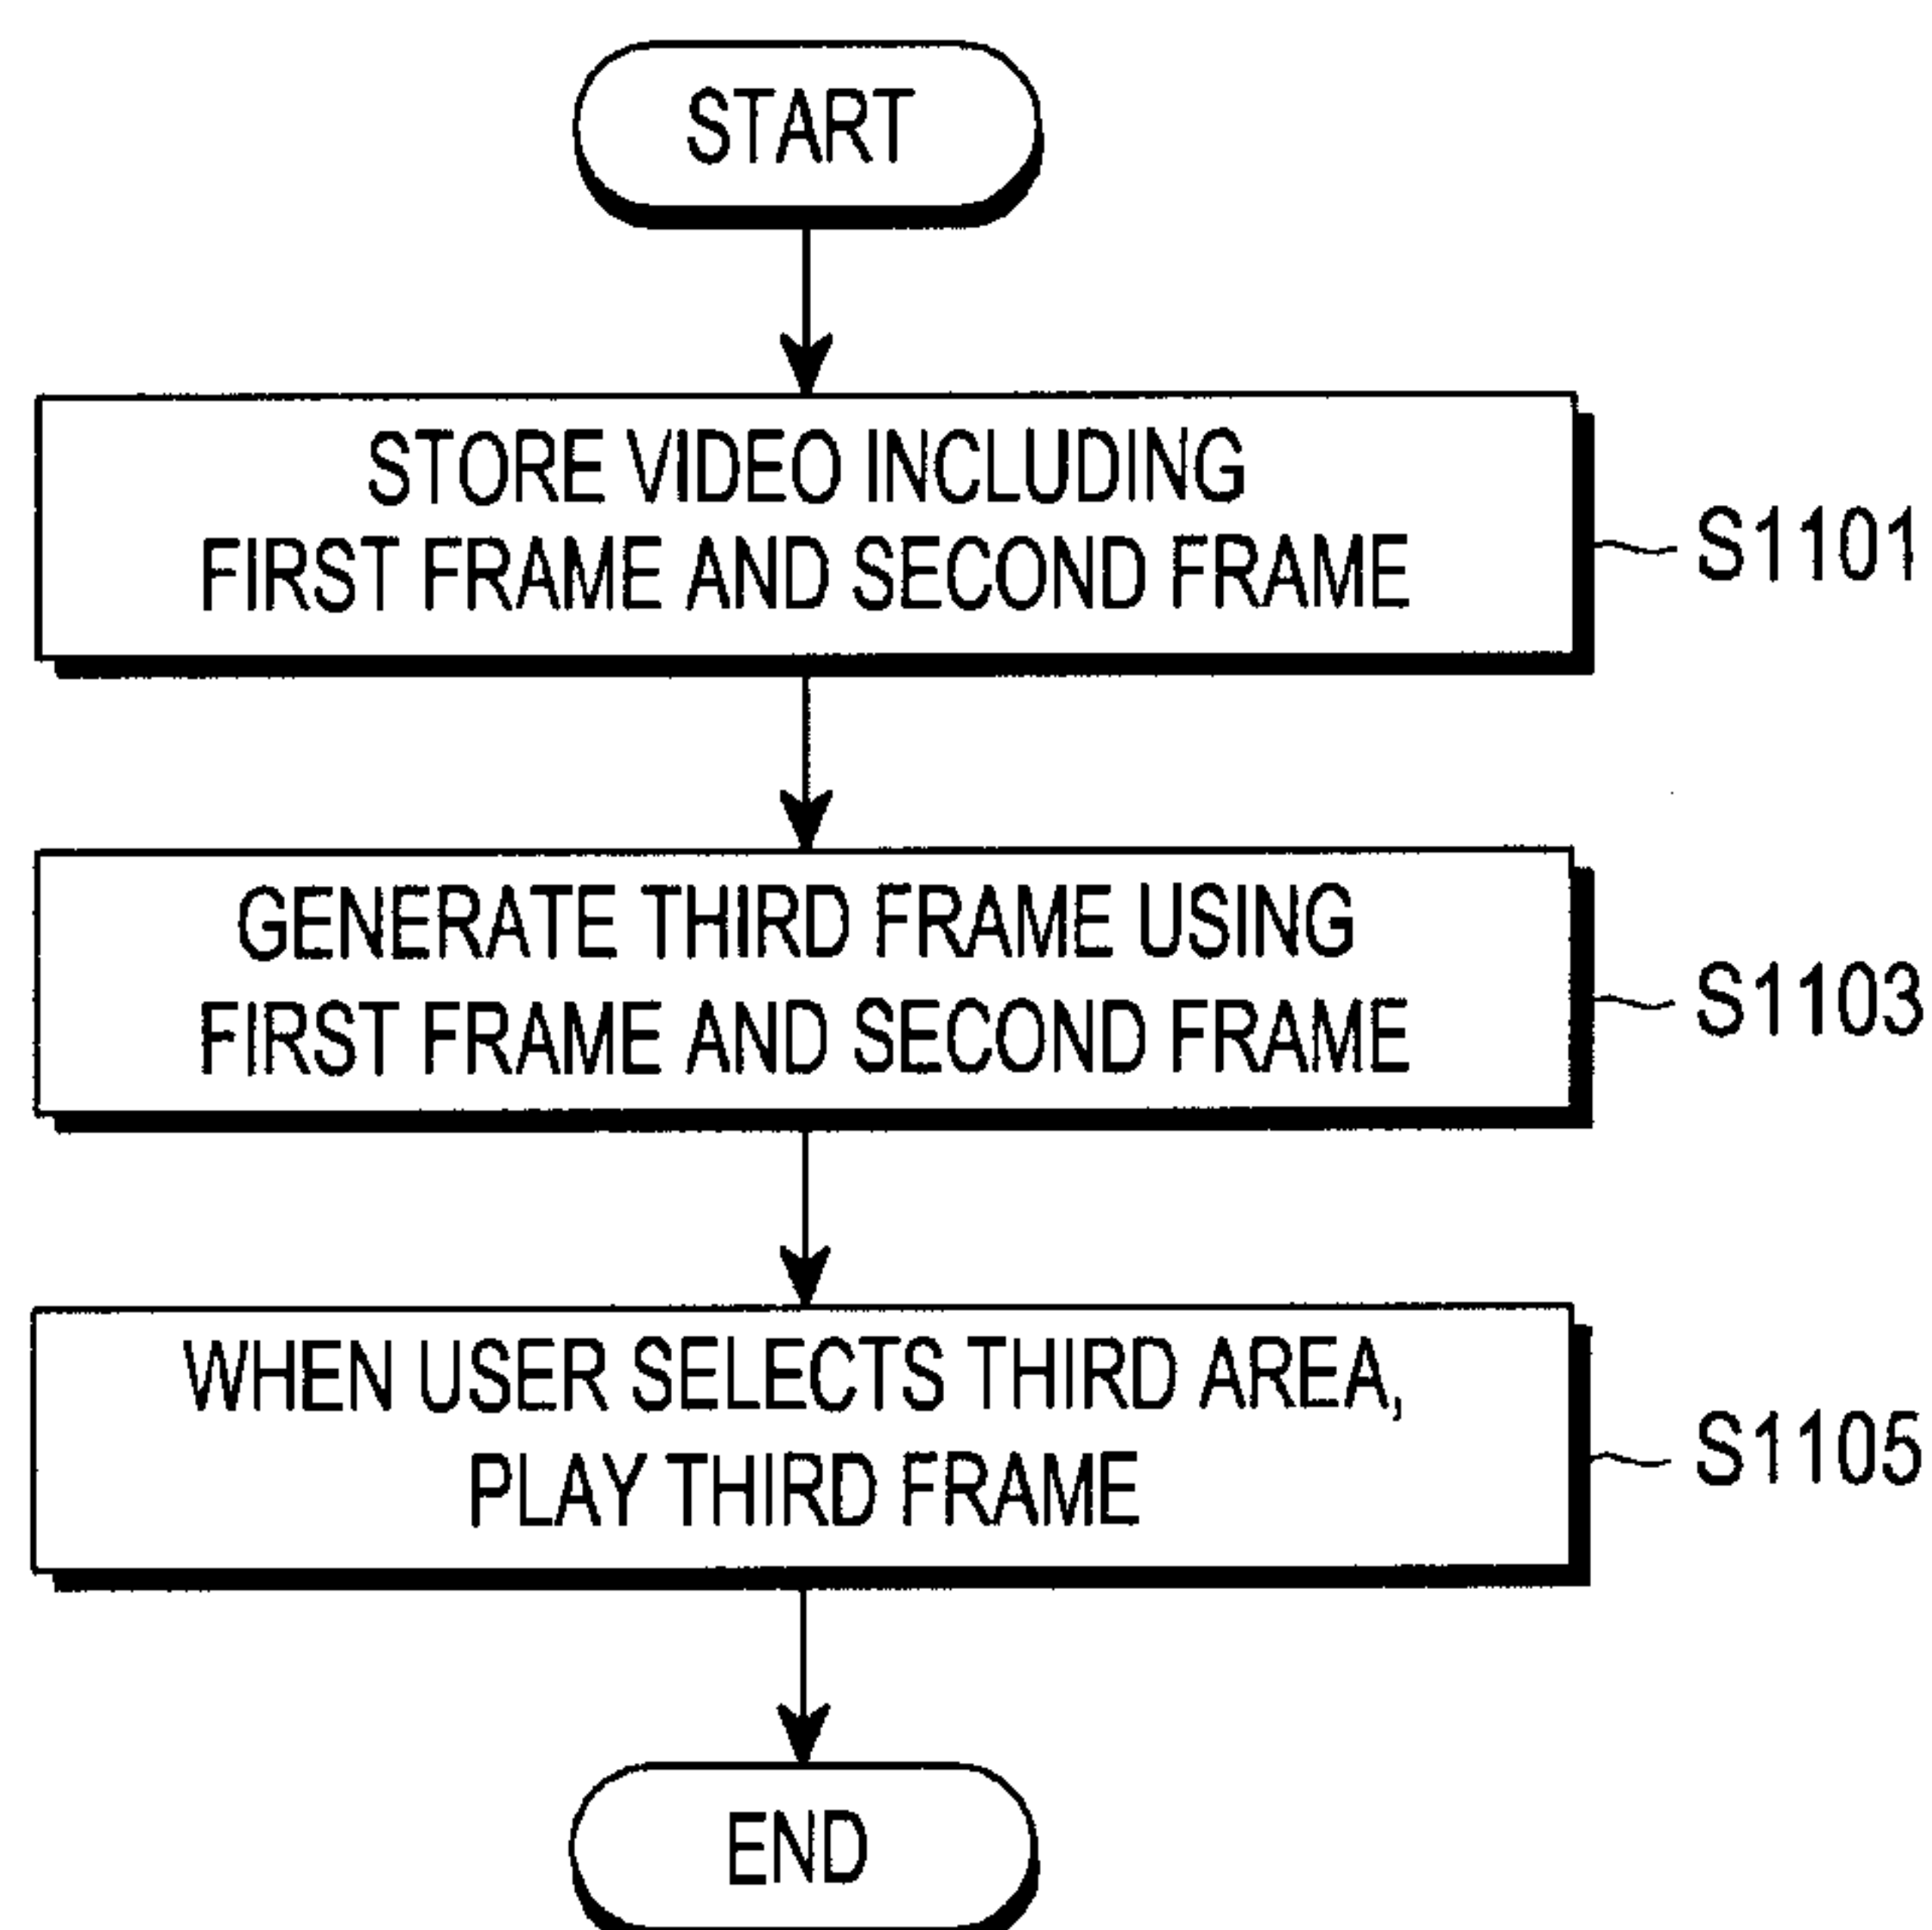 START
STORE VIDEO INCLUDING
FIRST FRAME AND SECOND FRAME
S1101
GENERATE THIRD FRAME USING
FIRST FRAME AND SECOND FRAME
S1103
WHEN USER SELECTS THIRD AREA,
PLAY THIRD FRAME
S1105
END